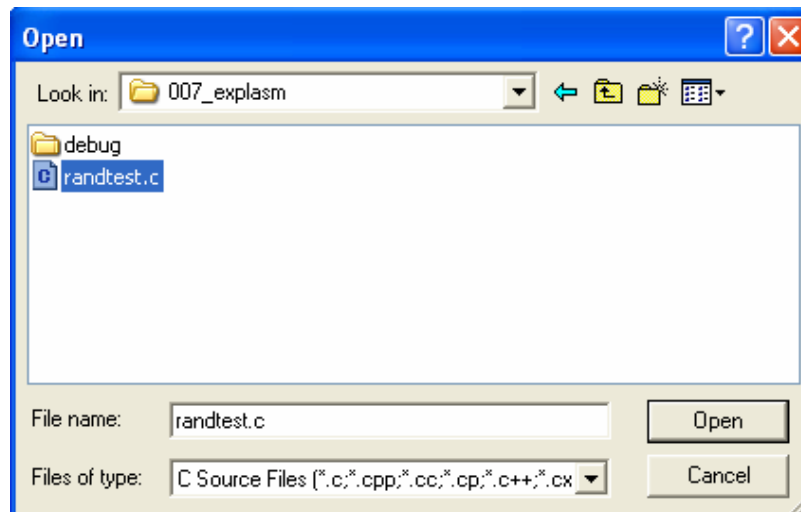 Open
Look in: 007_explasm
debug
randtest.c
File name: randtest.c Open
Files of type: C Source Files (*.c;*.cpp;*.cc;*.cp;*.c++;*.cx Cancel